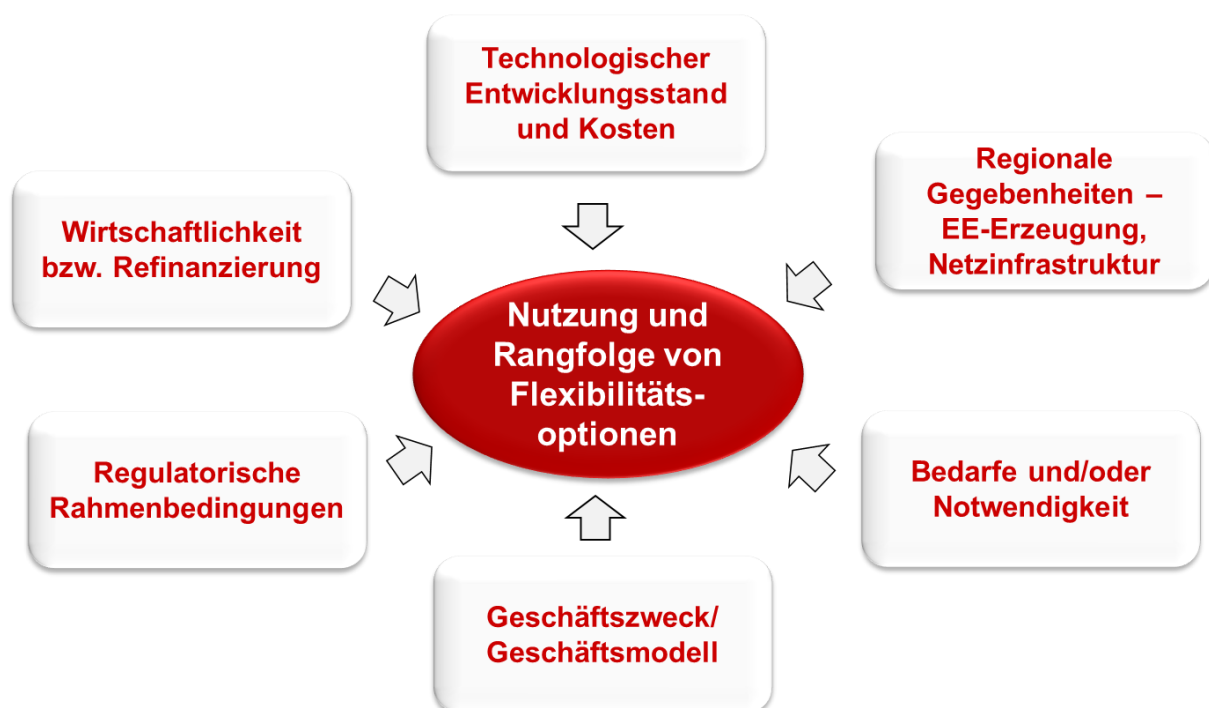 Technologischer
Entwicklungsstand
und Kosten
Regionale
Gegebenheiten –
EE-Erzeugung,
Netzinfrastruktur
Wirtschaftlichkeit
bzw. Refinanzierung
Nutzung und
Rangfolge von
Flexibilitäts-
optionen
Regulatorische
Rahmenbedingungen
Bedarfe und/oder
Notwendigkeit
Geschäftszweck/
Geschäftsmodell